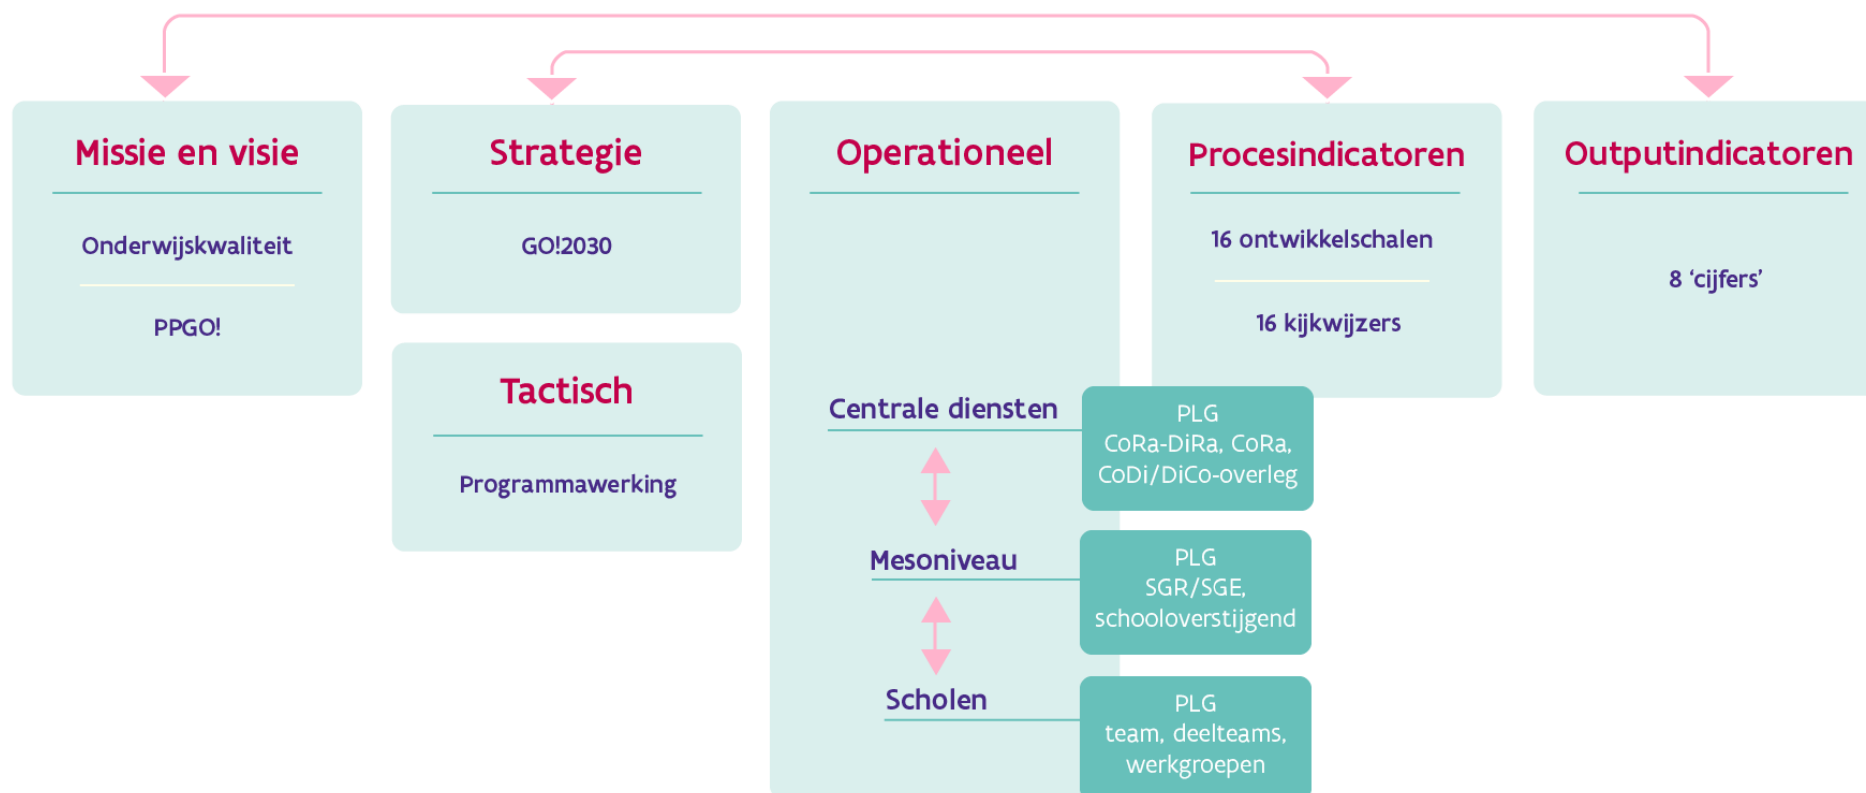 Missie en visie
Onderwijskwaliteit
PPGO!
Strategie
GO!2030
Tactisch
Programmawerking
Operationeel
Centrale diensten
PLG
CoRa-DiRa, CoRa,
CoDi/DiCo-overleg
Mesoniveau
PLG
SGR/SGE,
schooloverstijgend
Scholen
PLG
team, deelteams,
werkgroepen
Procesindicatoren
16 ontwikkelschalen
16 kijkwijzers
Outputindicatoren
8 ‘cijfers’